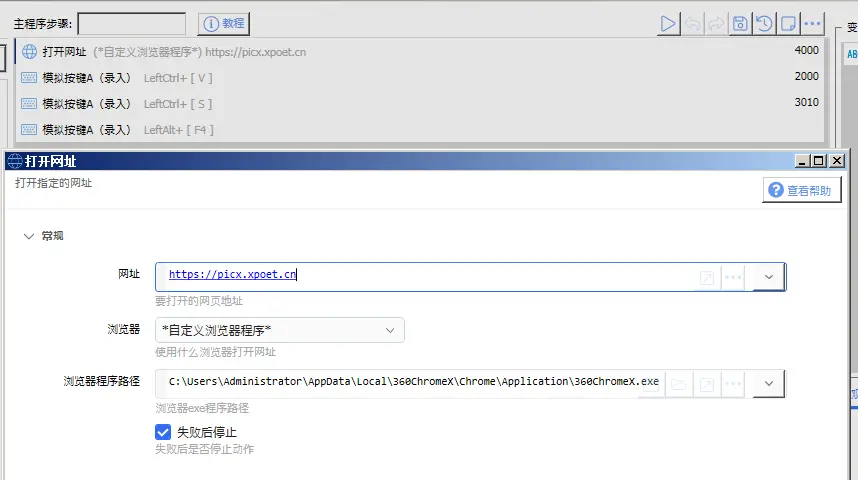 主程序步骤:
教程
变
打开网址 (*自定义浏览器程序*) https://picx.xpoet.cn 4000
模拟按键A（录入） LeftCtrl+ [ V ] 2000
模拟按键A（录入） LeftCtrl+ [ S ] 3010
模拟按键A（录入） LeftAlt+ [ F4 ]
打开网址
打开指定的网址
查看帮助
常规
网址 https://picx.xpoet.cn
要打开的网页地址
浏览器 *自定义浏览器程序*
使用什么浏览器打开网址
浏览器程序路径 C:\Users\Administrator\AppData\Local\360ChromeX\Chrome\Application\360ChromeX.exe
浏览器exe程序路径
失败后停止
失败后是否停止动作